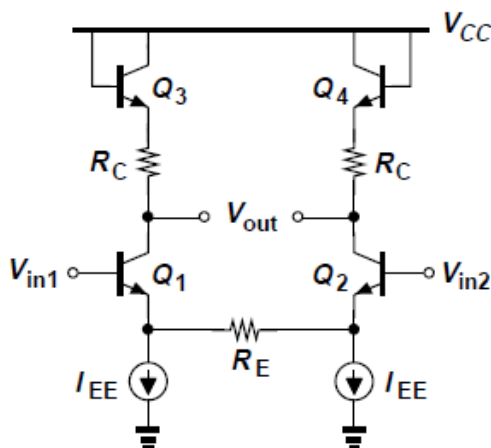 V_CC
Q_3 Q_4
R_C R_C
V_out
V_in1 Q_1 Q_2 V_in2
R_E
I_EE I_EE